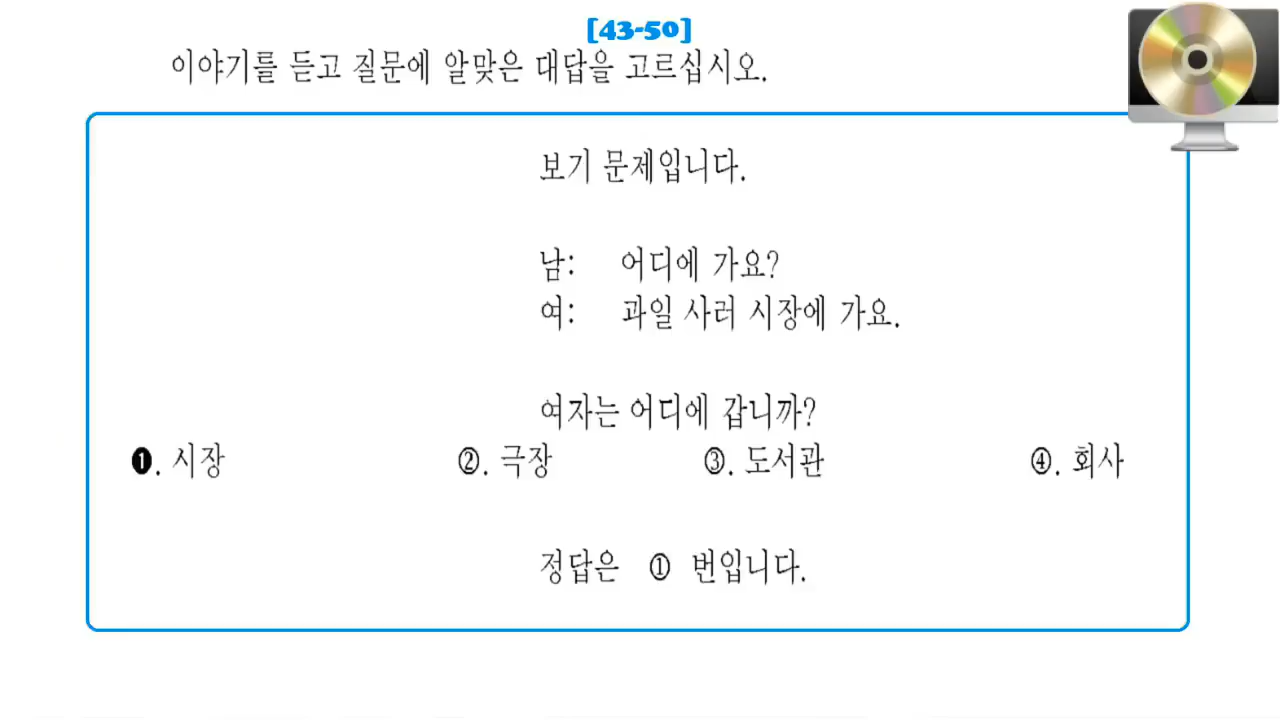 [43-50]
이야기를 듣고 질문에 알맞은 대답을 고르십시오.
보기 문제입니다.
남: 어디에 가요?
여: 과일 사러 시장에 가요.
여자는 어디에 갑니까?
❶. 시장 ②. 극장 ③. 도서관 ④. 회사
정답은 ① 번입니다.